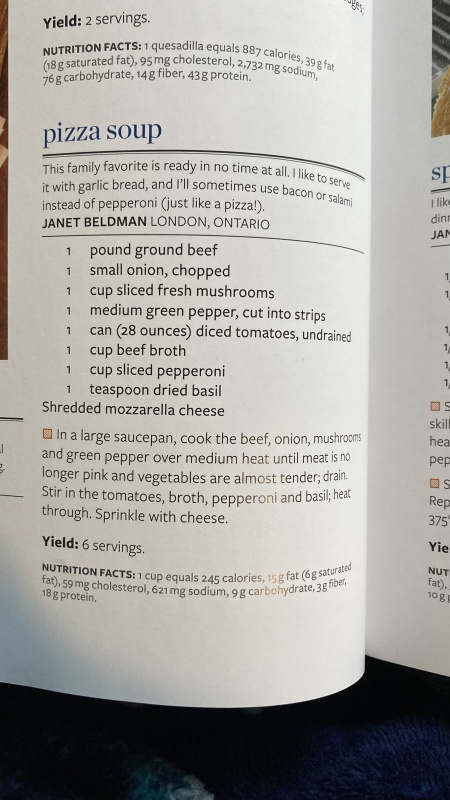 Yield: 2 servings.
NUTRITION FACTS: 1 quesadilla equals 887 calories, 39 g fat
(18 g saturated fat), 95 mg cholesterol, 2,732 mg sodium,
76 g carbohydrate, 14 g fiber, 43 g protein.
pizza soup
This family favorite is ready in no time at all. I like to serve
it with garlic bread, and I'll sometimes use bacon or salami
instead of pepperoni (just like a pizza!).
JANET BELDMAN LONDON, ONTARIO
1 pound ground beef
1 small onion, chopped
1 cup sliced fresh mushrooms
1 medium green pepper, cut into strips
1 can (28 ounces) diced tomatoes, undrained
1 cup beef broth
1 cup sliced pepperoni
1 teaspoon dried basil
Shredded mozzarella cheese
In a large saucepan, cook the beef, onion, mushrooms
and green pepper over medium heat until meat is no
longer pink and vegetables are almost tender; drain.
Stir in the tomatoes, broth, pepperoni and basil; heat
through. Sprinkle with cheese.
Yield: 6 servings.
NUTRITION FACTS: 1 cup equals 245 calories, 15 g fat (6 g saturated
fat), 59 mg cholesterol, 621 mg sodium, 9 g carbohydrate, 3 g fiber,
18 g protein.
sp
I like
dinn
JAN
S
skill
hea
pep
S
Rep
375°
Yie
NUT
fat),
10 g p